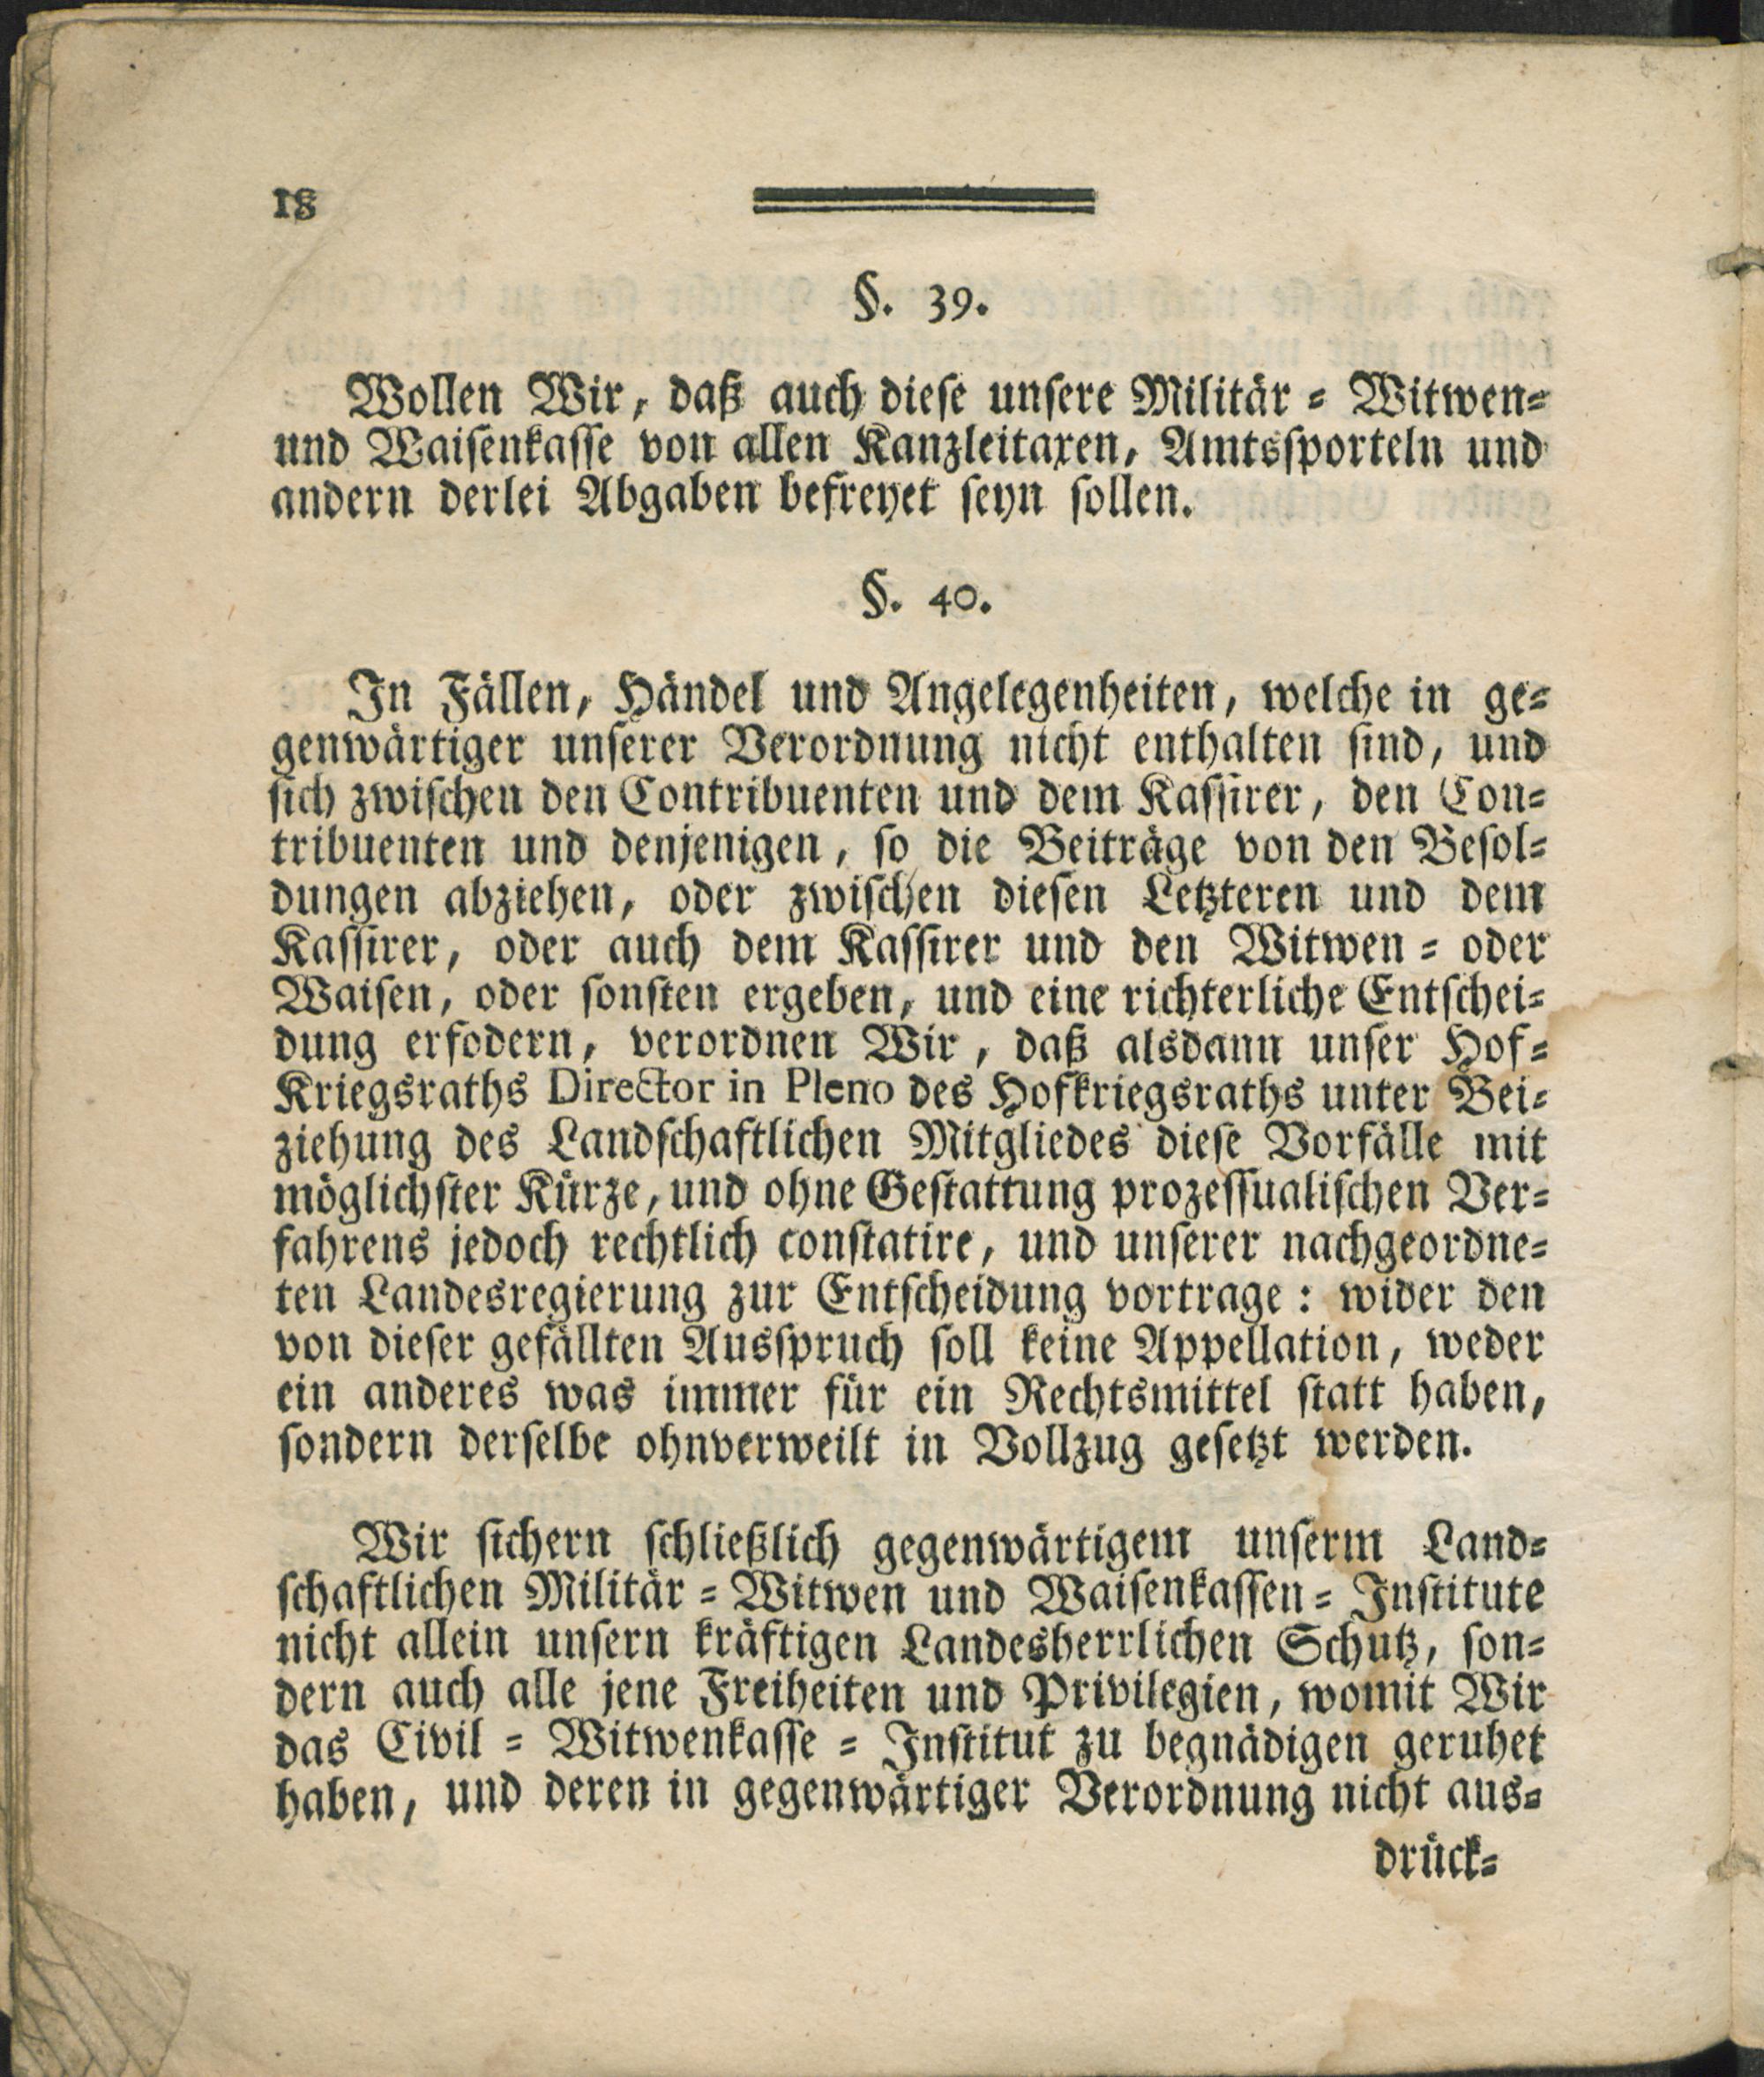 18
§. 39.
Wollen Wir, daß auch dieſe unſere Militär = Witwen=
und Waiſenkaſſe von allen Kanzleitaxen, Amtsſporteln und
andern derlei Abgaben befreyet ſeyn ſollen.
§. 40.
In Fällen, Händel und Angelegenheiten, welche in ge=
genwärtiger unſerer Verordnung nicht enthalten ſind, und
ſich zwiſchen den Contribuenten und dem Kaſſirer, den Con=
tribuenten und denjenigen, ſo die Beiträge von den Beſol=
dungen abziehen, oder zwiſchen dieſen Letzteren und dem
Kaſſirer, oder auch dem Kaſſirer und den Witwen = oder
Waiſen, oder ſonſten ergeben, und eine richterliche Entſchei=
dung erfodern, verordnen Wir, daß alsdann unſer Hof=
Kriegsraths Director in Pleno des Hofkriegsraths unter Bei=
ziehung des Landſchaftlichen Mitgliedes dieſe Vorfälle mit
möglichſter Kürze, und ohne Geſtattung prozeſſualiſchen Ver=
fahrens jedoch rechtlich conſtatire, und unſerer nachgeordne=
ten Landesregierung zur Entſcheidung vortrage: wider den
von dieſer gefällten Ausſpruch ſoll keine Appellation, weder
ein anderes was immer für ein Rechtsmittel ſtatt haben,
ſondern derſelbe ohnverweilt in Vollzug geſetzt werden.
Wir ſichern ſchließlich gegenwärtigem unſerm Land=
ſchaftlichen Militär = Witwen und Waiſenkaſſen = Inſtitute
nicht allein unſern kräftigen Landesherrlichen Schutz, ſon=
dern auch alle jene Freiheiten und Privilegien, womit Wir
das Civil = Witwenkaſſe = Inſtitut zu begnädigen geruhet
haben, und deren in gegenwärtiger Verordnung nicht aus=
drück=